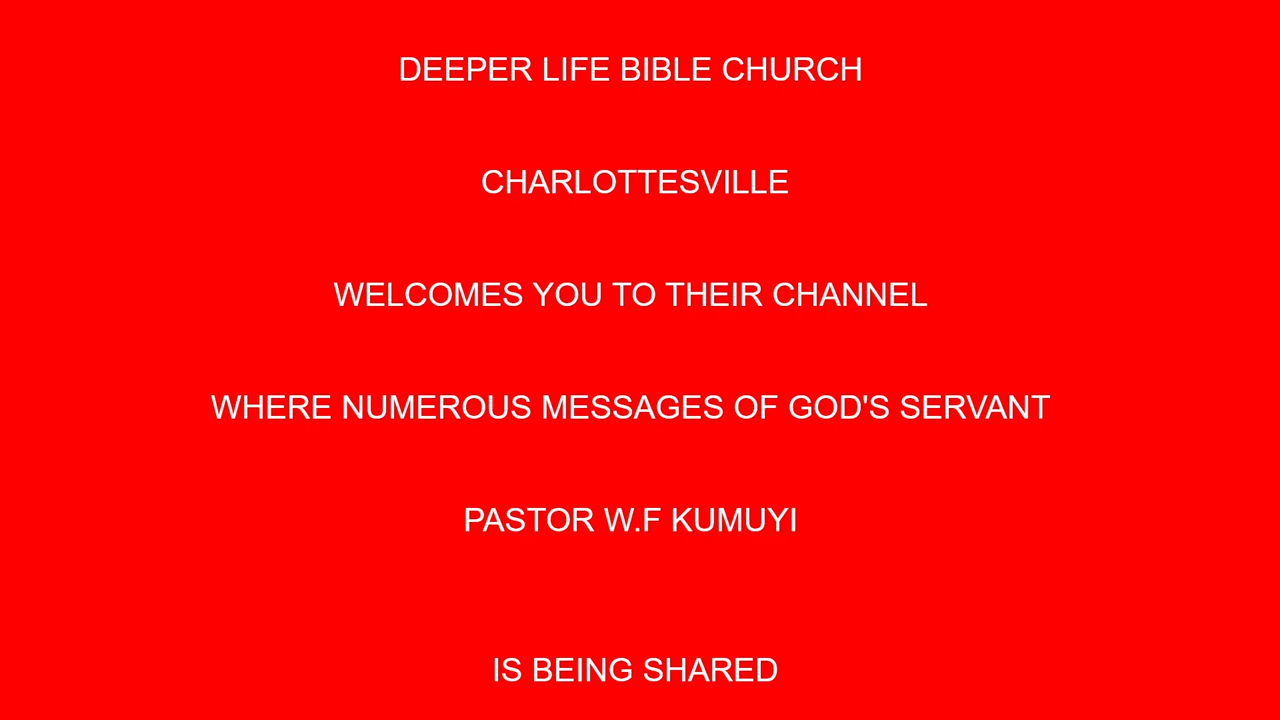 DEEPER LIFE BIBLE CHURCH
CHARLOTTESVILLE
WELCOMES YOU TO THEIR CHANNEL
WHERE NUMEROUS MESSAGES OF GOD'S SERVANT
PASTOR W.F KUMUYI
IS BEING SHARED